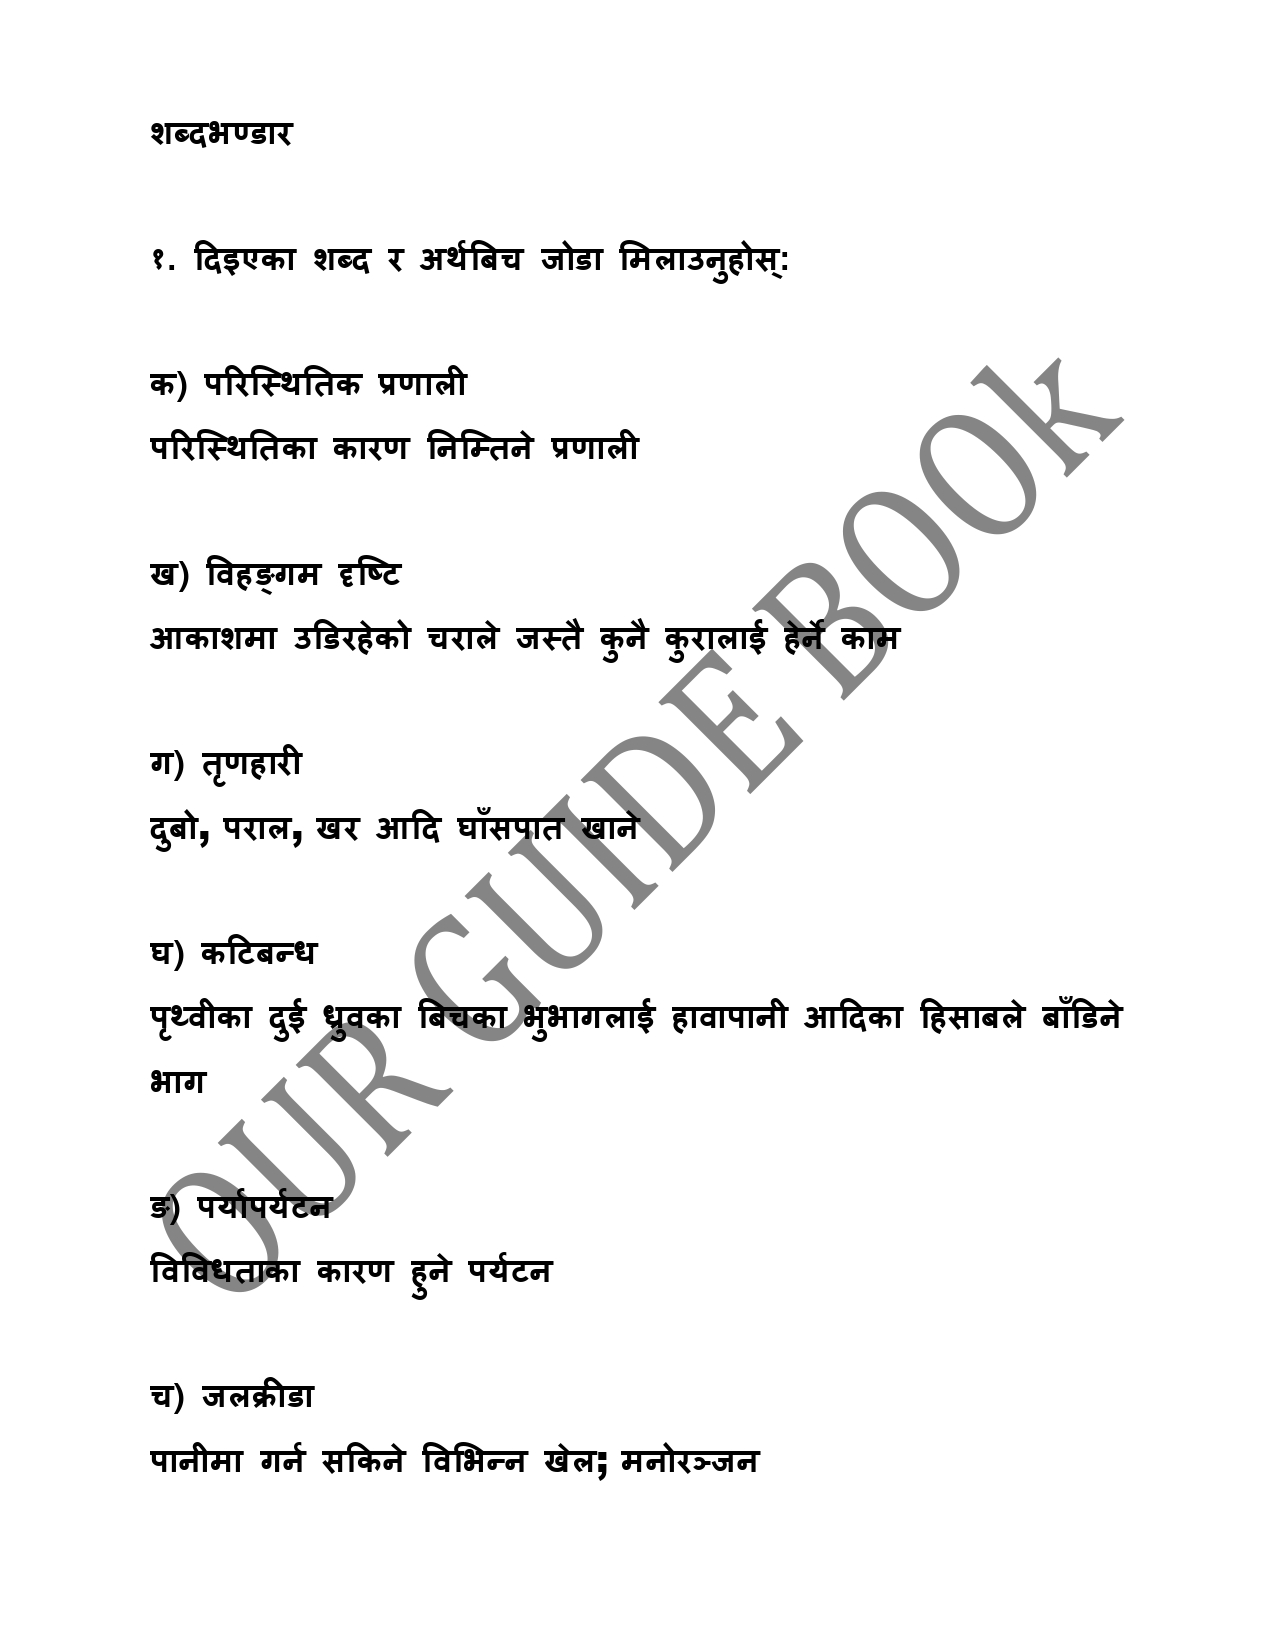 शब्दभण्डार
१. दिइएका शब्द र अर्थबिच जोडा मिलाउनुहोस्:
क) परिस्थितिक प्रणाली
परिस्थितिका कारण निम्तिने प्रणाली
ख) विहङ्गम दृष्टि
आकाशमा उडिरहेको चराले जस्तै कुनै कुरालाई हेर्ने काम
ग) तृणहारी
दुबो, पराल, खर आदि घाँसपात खाने
घ) कटिबन्ध
पृथ्वीका दुई ध्रुवका बिचका भुभागलाई हावापानी आदिका हिसाबले बाँडिने
भाग
ङ) पर्यापर्यटन
विविधताका कारण हुने पर्यटन
च) जलक्रीडा
पानीमा गर्न सकिने विभिन्न खेल; मनोरञ्जन
OUR GUIDE BOOk